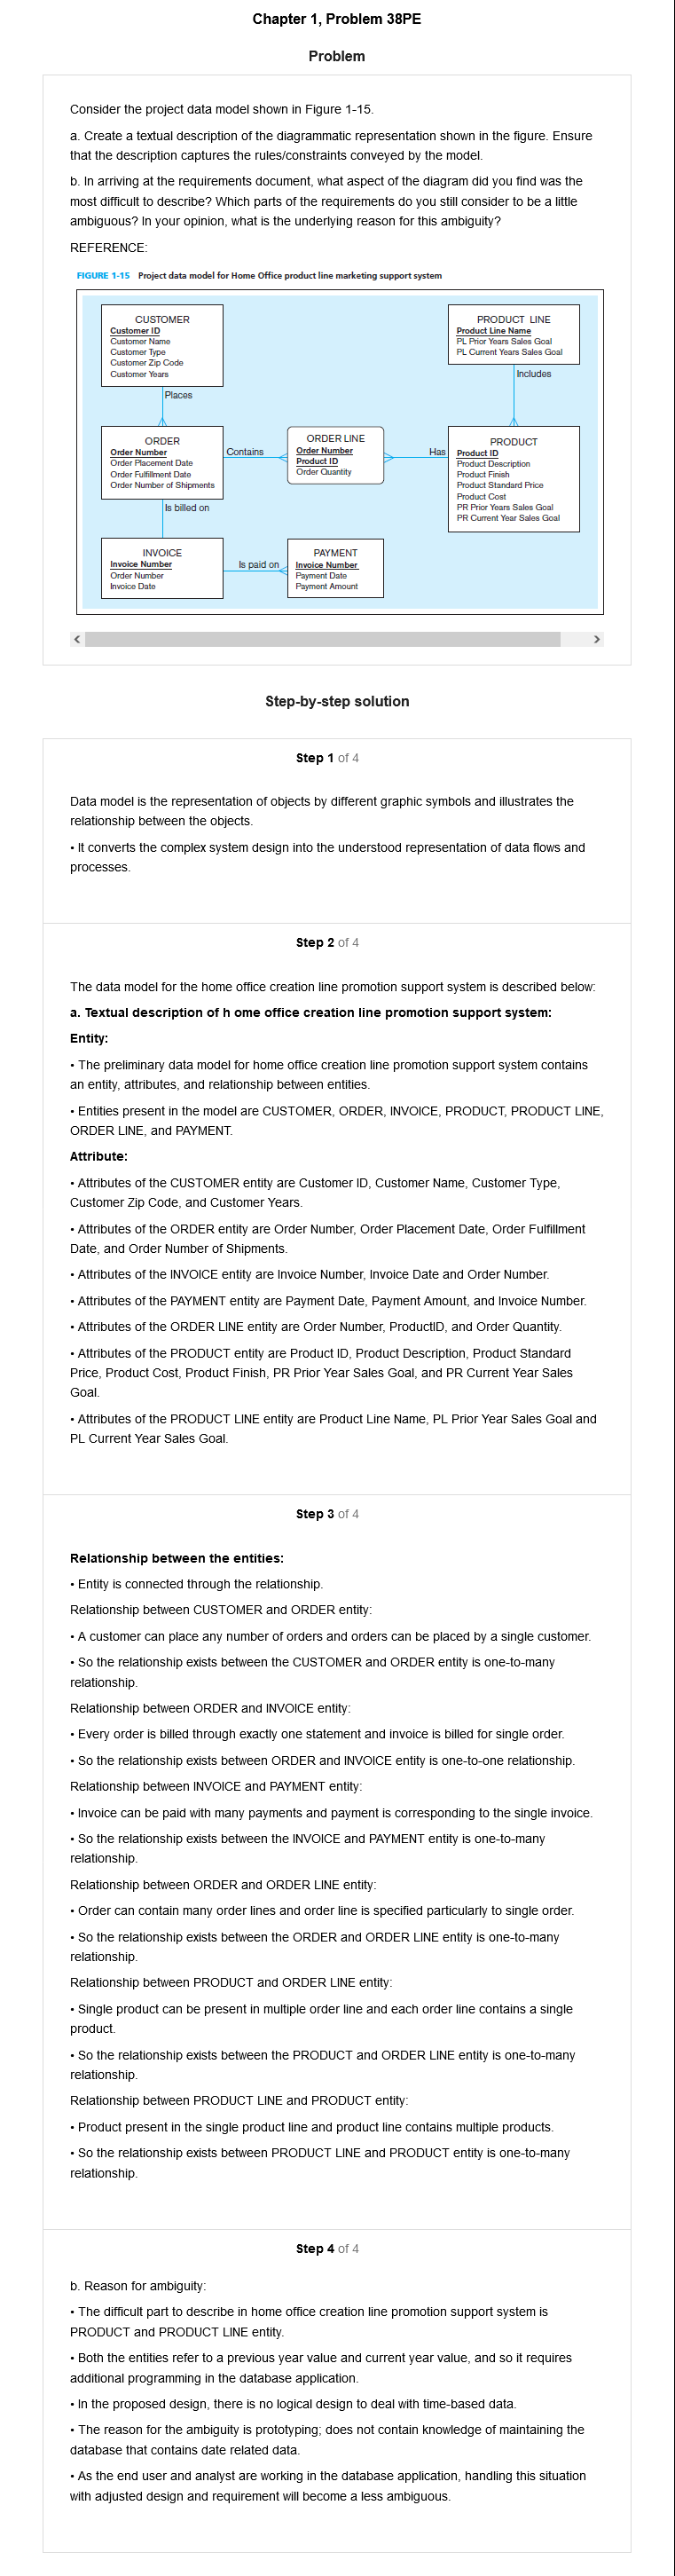 Chapter 1, Problem 38PE
Problem
Consider the project data model shown in Figure 1-15.
a. Create a textual description of the diagrammatic representation shown in the figure. Ensure
that the description captures the rules/constraints conveyed by the model.
b. In arriving at the requirements document, what aspect of the diagram did you find was the
most difficult to describe? Which parts of the requirements do you still consider to be a little
ambiguous? In your opinion, what is the underlying reason for this ambiguity?
REFERENCE:
FIGURE 1-15 Project data model for Home Office product line marketing support system
CUSTOMER
Customer ID
Customer Name
Customer Type
Customer Zip Code
Customer Years
PRODUCT LINE
Product Line Name
PL Prior Years Sales Goal
PL Current Years Sales Goal
Places
Includes
ORDER
Order Number
Order Placement Date
Order Fulfillment Date
Order Number of Shipments
Contains
ORDER LINE
Order Number
Product ID
Order Quantity
Has
PRODUCT
Product ID
Product Description
Product Finish
Product Standard Price
Product Cost
PR Prior Years Sales Goal
PR Current Year Sales Goal
Is billed on
INVOICE
Invoice Number
Order Number
Invoice Date
Is paid on
PAYMENT
Invoice Number
Payment Date
Payment Amount
Step-by-step solution
Step 1 of 4
Data model is the representation of objects by different graphic symbols and illustrates the
relationship between the objects.
• It converts the complex system design into the understood representation of data flows and
processes.
Step 2 of 4
The data model for the home office creation line promotion support system is described below:
a. Textual description of h ome office creation line promotion support system:
Entity:
• The preliminary data model for home office creation line promotion support system contains
an entity, attributes, and relationship between entities.
• Entities present in the model are CUSTOMER, ORDER, INVOICE, PRODUCT, PRODUCT LINE,
ORDER LINE, and PAYMENT.
Attribute:
• Attributes of the CUSTOMER entity are Customer ID, Customer Name, Customer Type,
Customer Zip Code, and Customer Years.
• Attributes of the ORDER entity are Order Number, Order Placement Date, Order Fulfillment
Date, and Order Number of Shipments.
• Attributes of the INVOICE entity are Invoice Number, Invoice Date and Order Number.
• Attributes of the PAYMENT entity are Payment Date, Payment Amount, and Invoice Number.
• Attributes of the ORDER LINE entity are Order Number, ProductID, and Order Quantity.
• Attributes of the PRODUCT entity are Product ID, Product Description, Product Standard
Price, Product Cost, Product Finish, PR Prior Year Sales Goal, and PR Current Year Sales
Goal.
• Attributes of the PRODUCT LINE entity are Product Line Name, PL Prior Year Sales Goal and
PL Current Year Sales Goal.
Step 3 of 4
Relationship between the entities:
• Entity is connected through the relationship.
Relationship between CUSTOMER and ORDER entity:
• A customer can place any number of orders and orders can be placed by a single customer.
• So the relationship exists between the CUSTOMER and ORDER entity is one-to-many
relationship.
Relationship between ORDER and INVOICE entity:
• Every order is billed through exactly one statement and invoice is billed for single order.
• So the relationship exists between ORDER and INVOICE entity is one-to-one relationship.
Relationship between INVOICE and PAYMENT entity:
• Invoice can be paid with many payments and payment is corresponding to the single invoice.
• So the relationship exists between the INVOICE and PAYMENT entity is one-to-many
relationship.
Relationship between ORDER and ORDER LINE entity:
• Order can contain many order lines and order line is specified particularly to single order.
• So the relationship exists between the ORDER and ORDER LINE entity is one-to-many
relationship.
Relationship between PRODUCT and ORDER LINE entity:
• Single product can be present in multiple order line and each order line contains a single
product.
• So the relationship exists between the PRODUCT and ORDER LINE entity is one-to-many
relationship.
Relationship between PRODUCT LINE and PRODUCT entity:
• Product present in the single product line and product line contains multiple products.
• So the relationship exists between PRODUCT LINE and PRODUCT entity is one-to-many
relationship.
Step 4 of 4
b. Reason for ambiguity:
• The difficult part to describe in home office creation line promotion support system is
PRODUCT and PRODUCT LINE entity.
• Both the entities refer to a previous year value and current year value, and so it requires
additional programming in the database application.
• In the proposed design, there is no logical design to deal with time-based data.
• The reason for the ambiguity is prototyping; does not contain knowledge of maintaining the
database that contains date related data.
• As the end user and analyst are working in the database application, handling this situation
with adjusted design and requirement will become a less ambiguous.